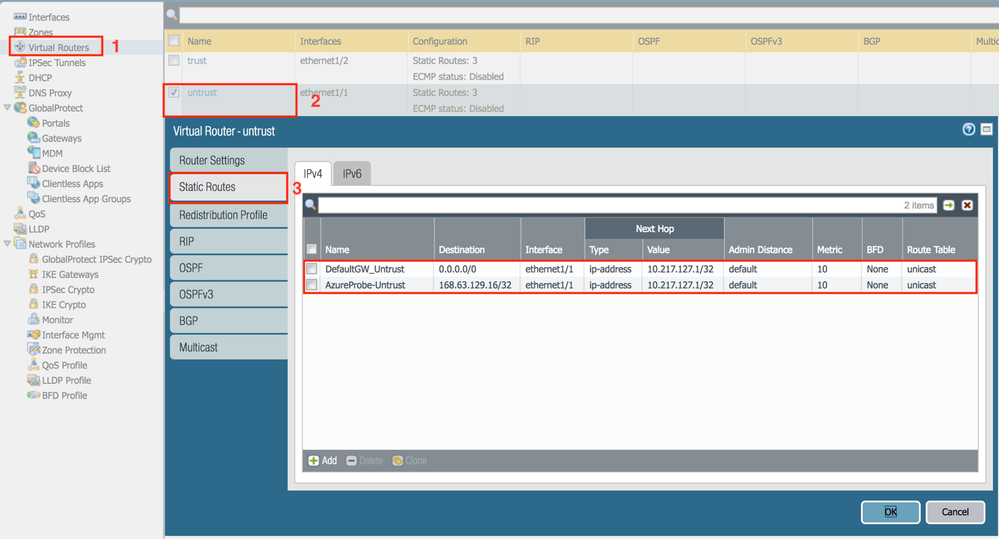 Interfaces
Zones
Virtual Routers 1
IPSec Tunnels
DHCP
DNS Proxy
GlobalProtect
Portals
Gateways
MDM
Device Block List
Clientless Apps
Clientless App Groups
QoS
LLDP
Network Profiles
GlobalProtect IPSec Crypto
IKE Gateways
IPSec Crypto
IKE Crypto
Monitor
Interface Mgmt
Zone Protection
QoS Profile
LLDP Profile
BFD Profile
Name Interfaces Configuration RIP OSPF OSPFv3 BGP
trust ethernet1/2 Static Routes: 3
ECMP status: Disabled
untrust ethernet1/1 Static Routes: 3
2
ECMP status: Disabled
Virtual Router - untrust
Router Settings
Static Routes 3
Redistribution Profile
RIP
OSPF
OSPFv3
BGP
Multicast
IPv4 IPv6
2 items
Next Hop
Name Destination Interface Type Value Admin Distance Metric BFD Route Table
DefaultGW_Untrust 0.0.0.0/0 ethernet1/1 ip-address 10.217.127.1/32 default 10 None unicast
AzureProbe-Untrust 168.63.129.16/32 ethernet1/1 ip-address 10.217.127.1/32 default 10 None unicast
Add Delete Clone
OK Cancel